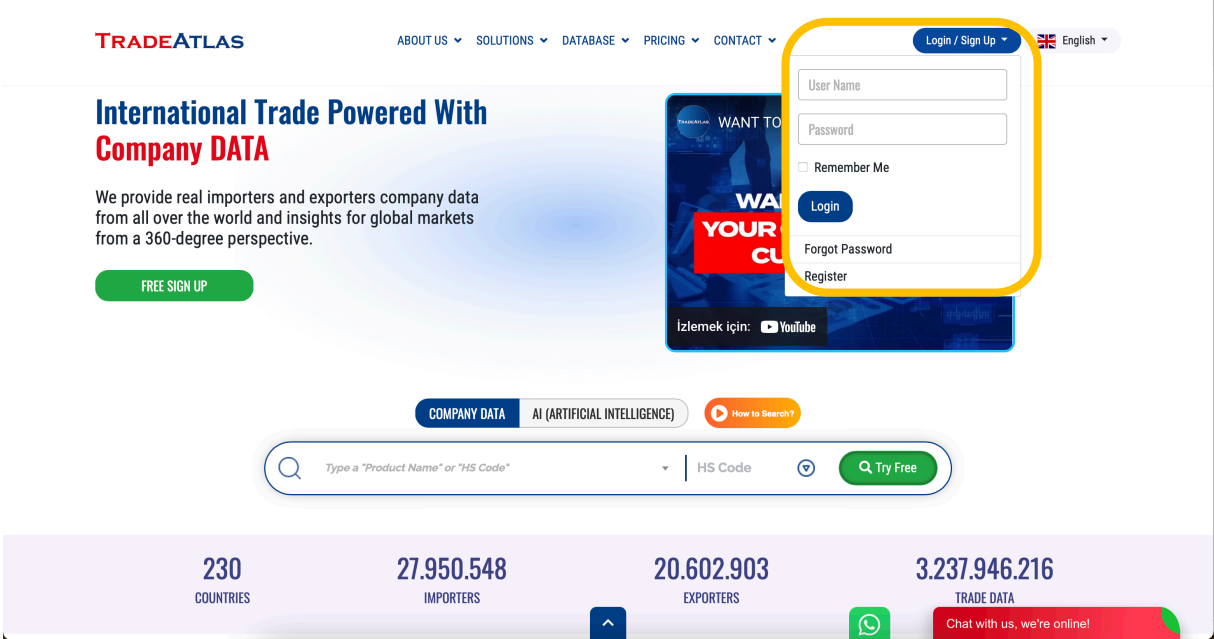 TRADEATLAS
ABOUT US
SOLUTIONS
DATABASE
PRICING
CONTACT
Login / Sign Up
English
User Name
Password
Remember Me
Login
Forgot Password
Register
International Trade Powered With
Company DATA
We provide real importers and exporters company data
from all over the world and insights for global markets
from a 360-degree perspective.
FREE SIGN UP
TRADEATLAS
WANT TO
WA
YOUR
CU
İzlemek için: YouTube
COMPANY DATA
AI (ARTIFICIAL INTELLIGENCE)
How to Search?
Type a "Product Name" or "HS Code"
HS Code
Try Free
230
COUNTRIES
27.950.548
IMPORTERS
20.602.903
EXPORTERS
3.237.946.216
TRADE DATA
Chat with us, we're online!